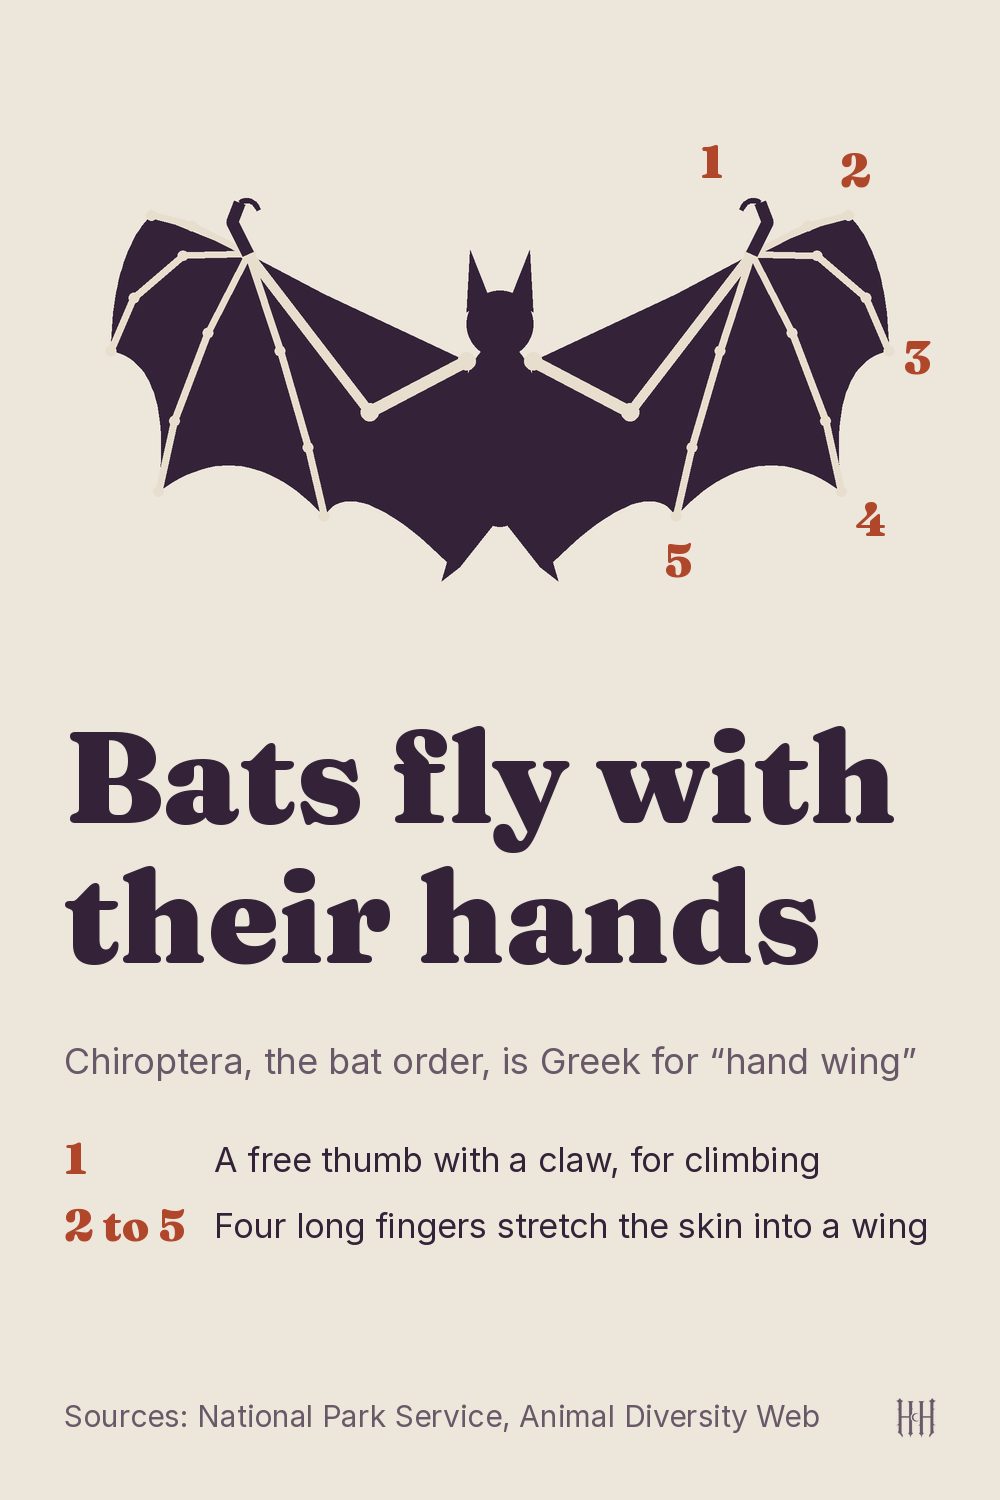 1
2
3
4
5
Bats fly with
their hands
Chiroptera, the bat order, is Greek for “hand wing”
1 A free thumb with a claw, for climbing
2 to 5 Four long fingers stretch the skin into a wing
Sources: National Park Service, Animal Diversity Web